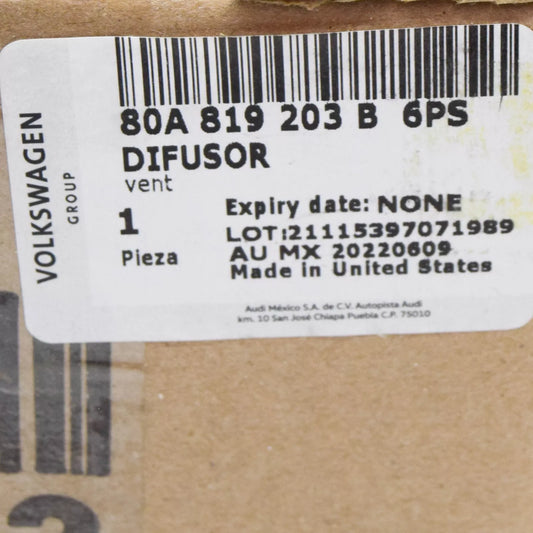 80A 819 203 B 6PS
DIFUSOR
vent
VOLKSWAGEN
GROUP
1
Pieza
Expiry date: NONE
LOT:21115397071989
AU MX 20220609
Made in United States
Audi México S.A. de C.V. Autopista Audi
km. 10 San José Chiapa Puebla C.P. 75010